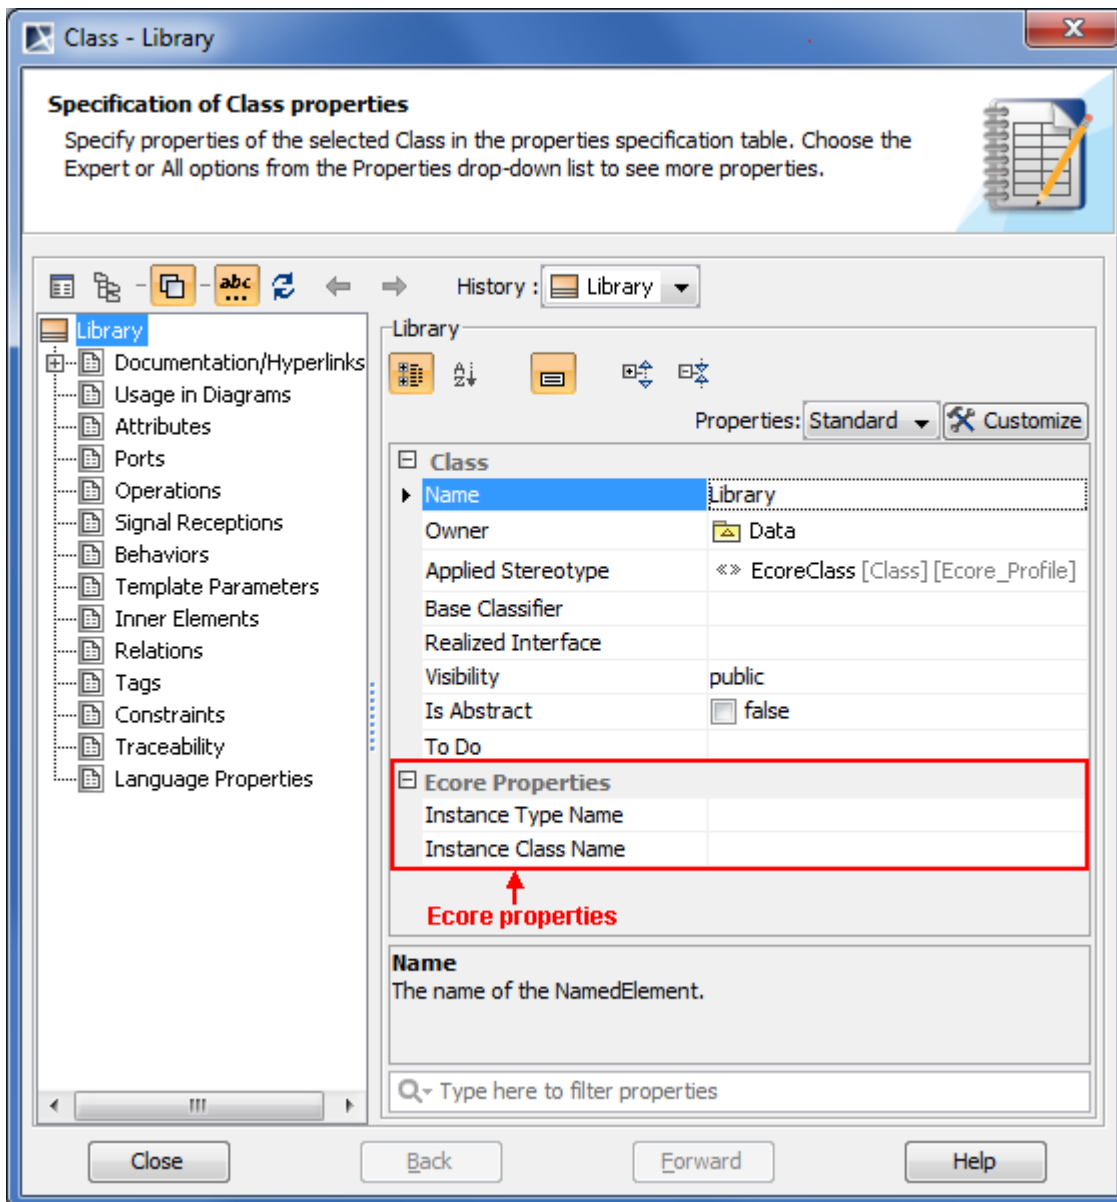 Class - Library
Specification of Class properties
Specify properties of the selected Class in the properties specification table. Choose the
Expert or All options from the Properties drop-down list to see more properties.
abc
History : Library
Library
Documentation/Hyperlinks
Usage in Diagrams
Attributes
Ports
Operations
Signal Receptions
Behaviors
Template Parameters
Inner Elements
Relations
Tags
Constraints
Traceability
Language Properties
Library
A
Z
Properties: Standard Customize
Class
Name Library
Owner Data
Applied Stereotype «» EcoreClass [Class] [Ecore_Profile]
Base Classifier
Realized Interface
Visibility public
Is Abstract false
To Do
Ecore Properties
Instance Type Name
Instance Class Name
Ecore properties
Name
The name of the NamedElement.
Type here to filter properties
Close Back Forward Help